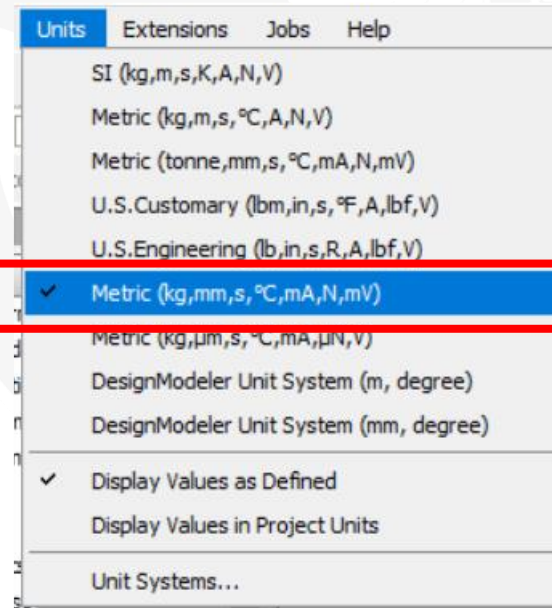 Units Extensions Jobs Help
SI (kg,m,s,K,A,N,V)
Metric (kg,m,s,°C,A,N,V)
Metric (tonne,mm,s,°C,mA,N,mV)
U.S.Customary (lbm,in,s,°F,A,lbf,V)
U.S.Engineering (lb,in,s,R,A,lbf,V)
Metric (kg,mm,s,°C,mA,N,mV)
Metric (kg,µm,s,°C,mA,µN,V)
DesignModeler Unit System (m, degree)
DesignModeler Unit System (mm, degree)
Display Values as Defined
Display Values in Project Units
Unit Systems...